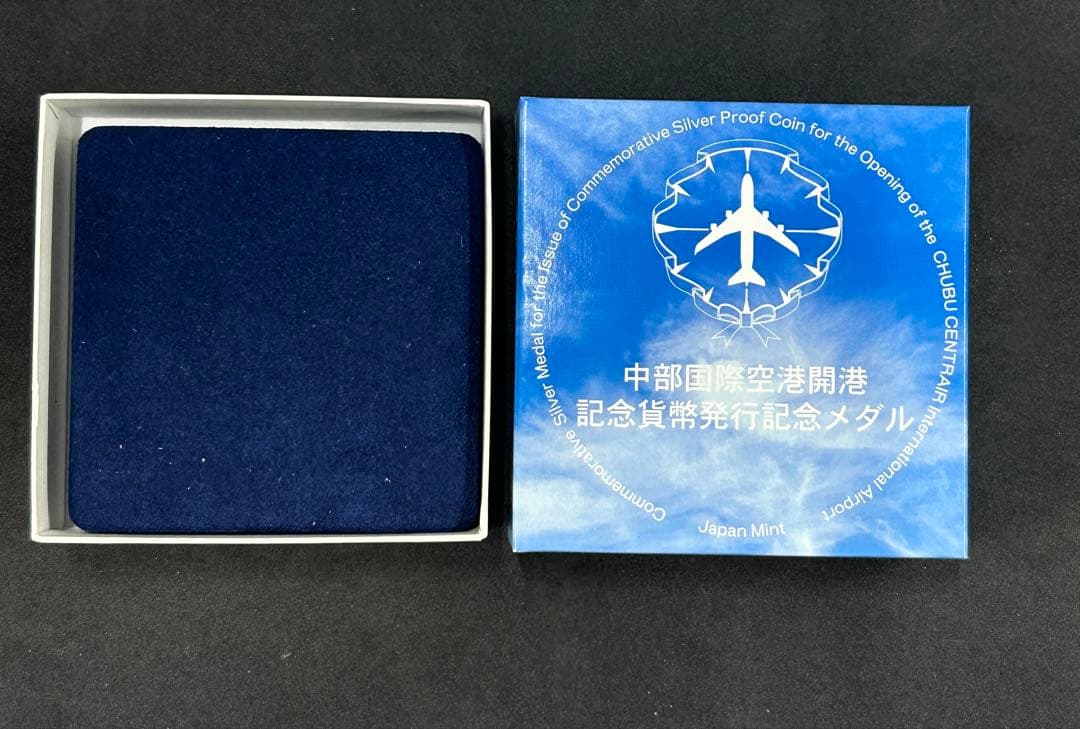 Commemorative Silver Medal for the Issue of Commemorative Silver Proof Coin for the Opening of the CHUBU CENTRAIR International Airport
中部国際空港開港
記念貨幣発行記念メダル
Japan Mint